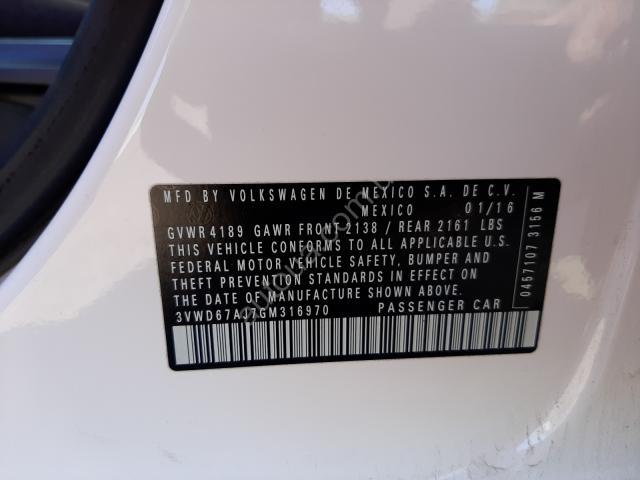 MFD BY VOLKSWAGEN DE MEXICO S.A. DE C.V.
MEXICO 01/16
GVWR 4189 GAWR FRONT 2138 / REAR 2161 LBS
THIS VEHICLE CONFORMS TO ALL APPLICABLE U.S.
FEDERAL MOTOR VEHICLE SAFETY, BUMPER AND
THEFT PREVENTION STANDARDS IN EFFECT ON
THE DATE OF MANUFACTURE SHOWN ABOVE.
PASSENGER CAR
0457107 3156 M